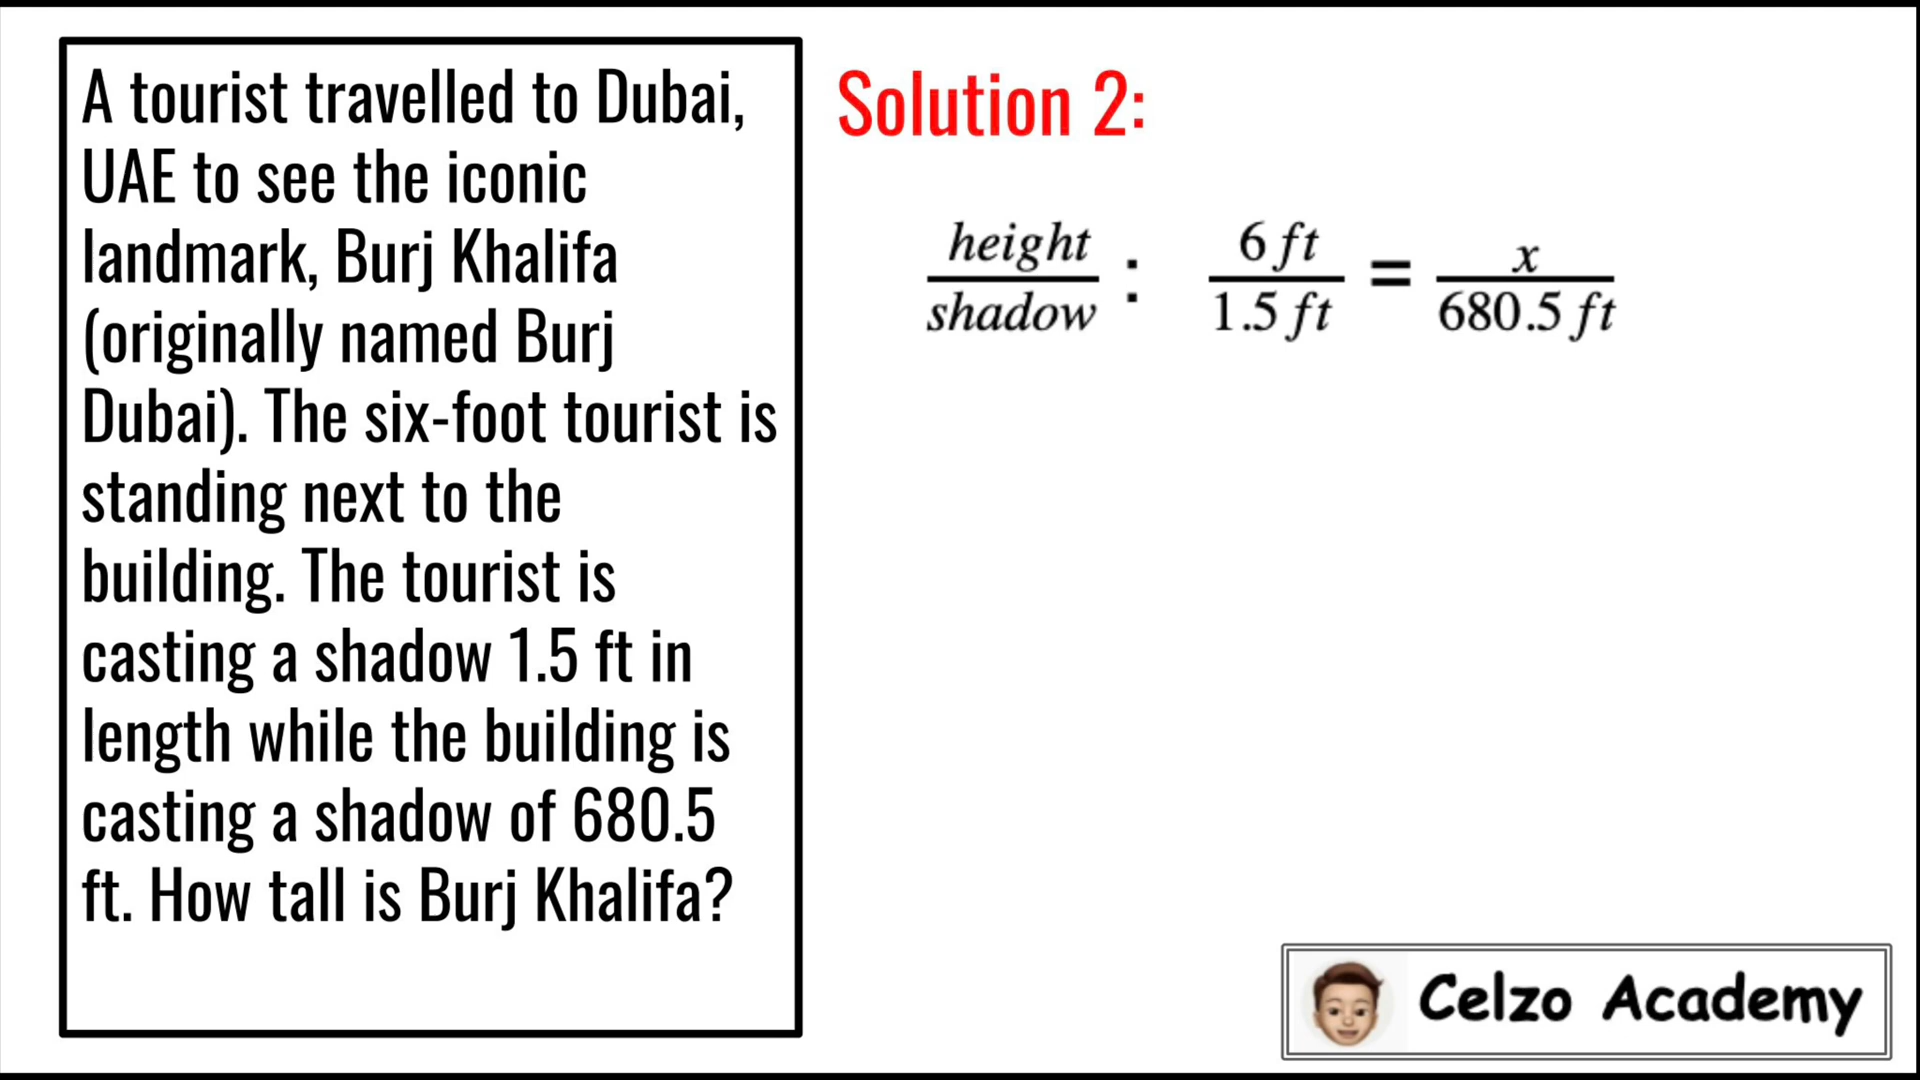 A tourist travelled to Dubai,
UAE to see the iconic
landmark, Burj Khalifa
(originally named Burj
Dubai). The six-foot tourist is
standing next to the
building. The tourist is
casting a shadow 1.5 ft in
length while the building is
casting a shadow of 680.5
ft. How tall is Burj Khalifa?
Solution 2:
height / shadow : 6 ft / 1.5 ft = x / 680.5 ft
Celzo Academy